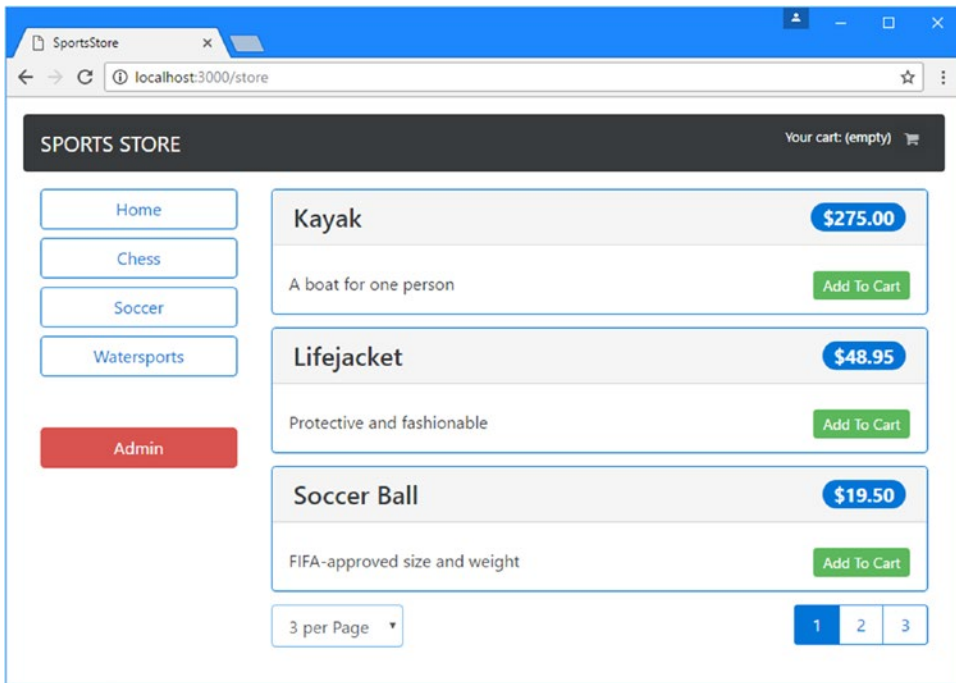 SportsStore
localhost:3000/store
SPORTS STORE
Your cart: (empty)
Home
Chess
Soccer
Watersports
Admin
Kayak
$275.00
A boat for one person
Add To Cart
Lifejacket
$48.95
Protective and fashionable
Add To Cart
Soccer Ball
$19.50
FIFA-approved size and weight
Add To Cart
3 per Page
1 2 3